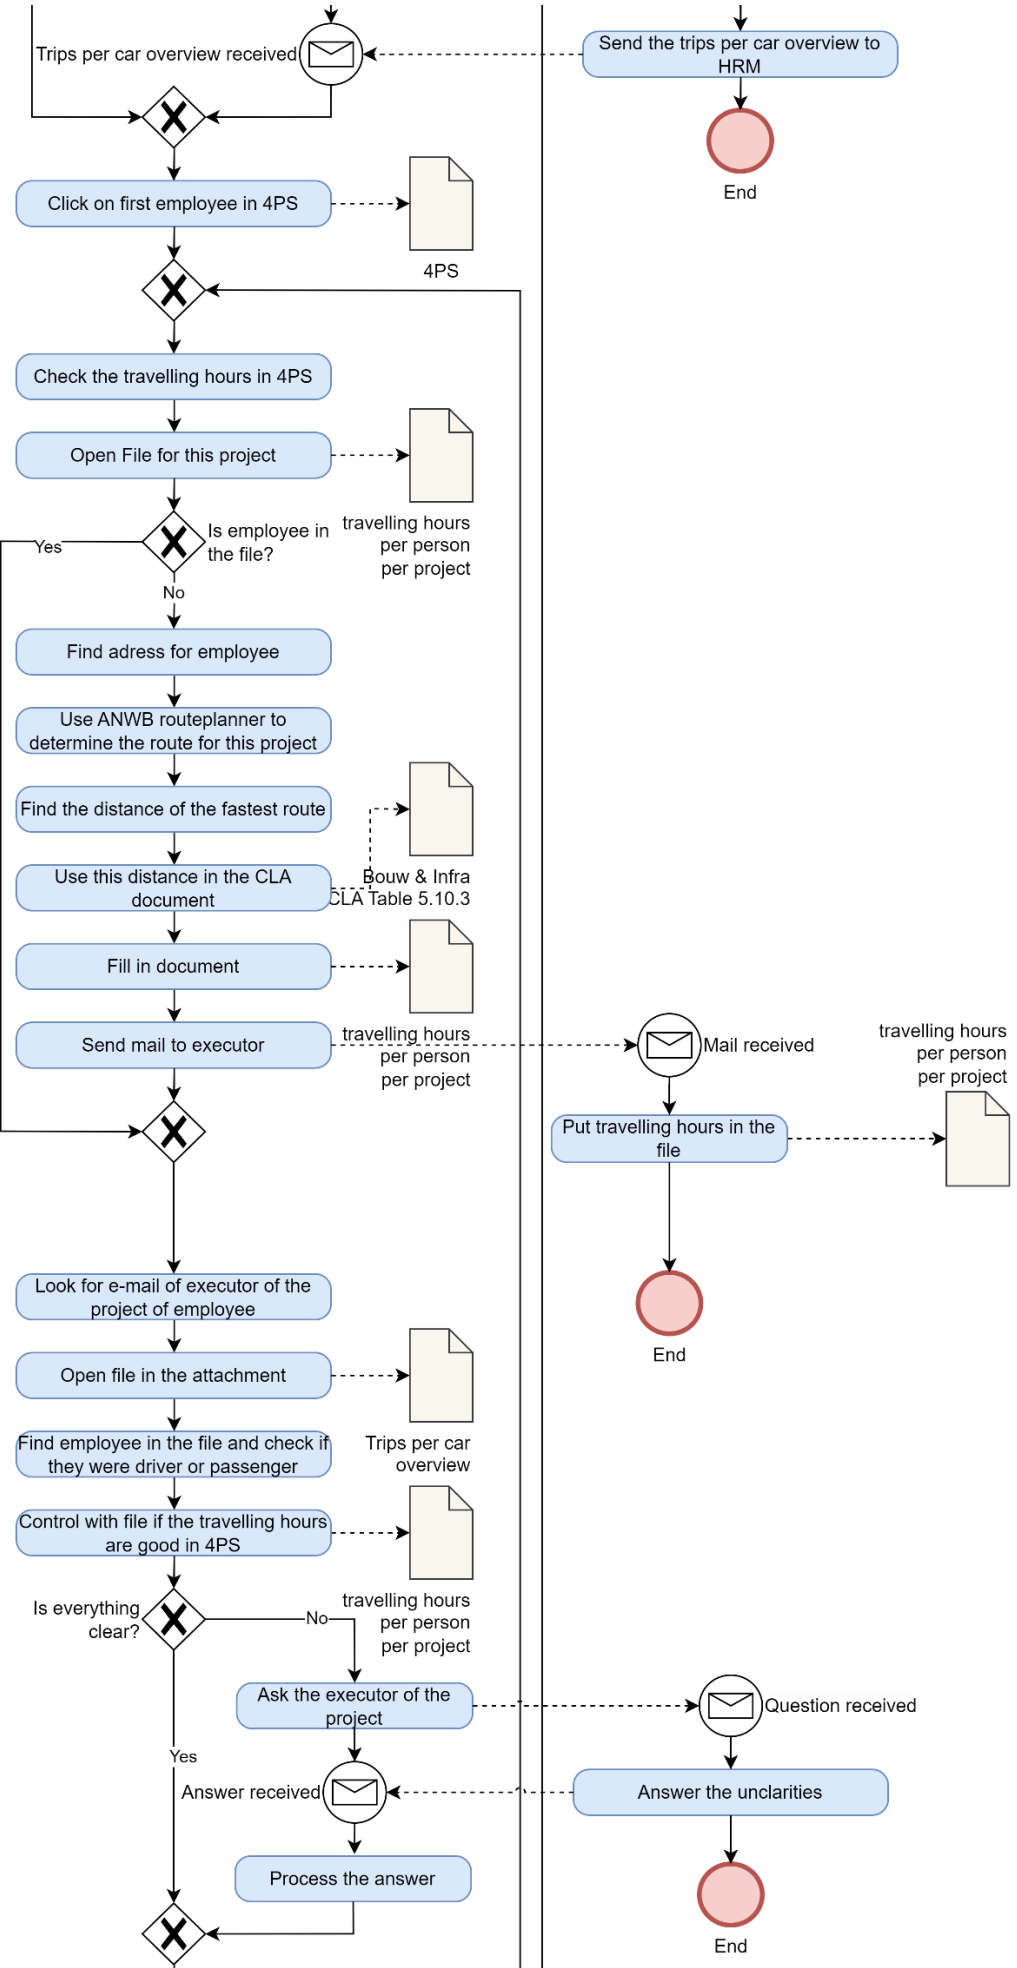 Trips per car overview received
Send the trips per car overview to
HRM
End
Click on first employee in 4PS
4PS
Check the travelling hours in 4PS
Open File for this project
travelling hours
per person
per project
Is employee in
the file?
Yes
No
Find adress for employee
Use ANWB routeplanner to
determine the route for this project
Find the distance of the fastest route
Use this distance in the CLA
document
Bouw & Infra
CLA Table 5.10.3
Fill in document
travelling hours
per person
per project
Send mail to executor
Mail received
travelling hours
per person
per project
Put travelling hours in the
file
End
Look for e-mail of executor of the
project of employee
Open file in the attachment
Trips per car
overview
Find employee in the file and check if
they were driver or passenger
Control with file if the travelling hours
are good in 4PS
travelling hours
per person
per project
Is everything
clear?
No
Ask the executor of the
project
Question received
Yes
Answer received
Answer the unclarities
Process the answer
End